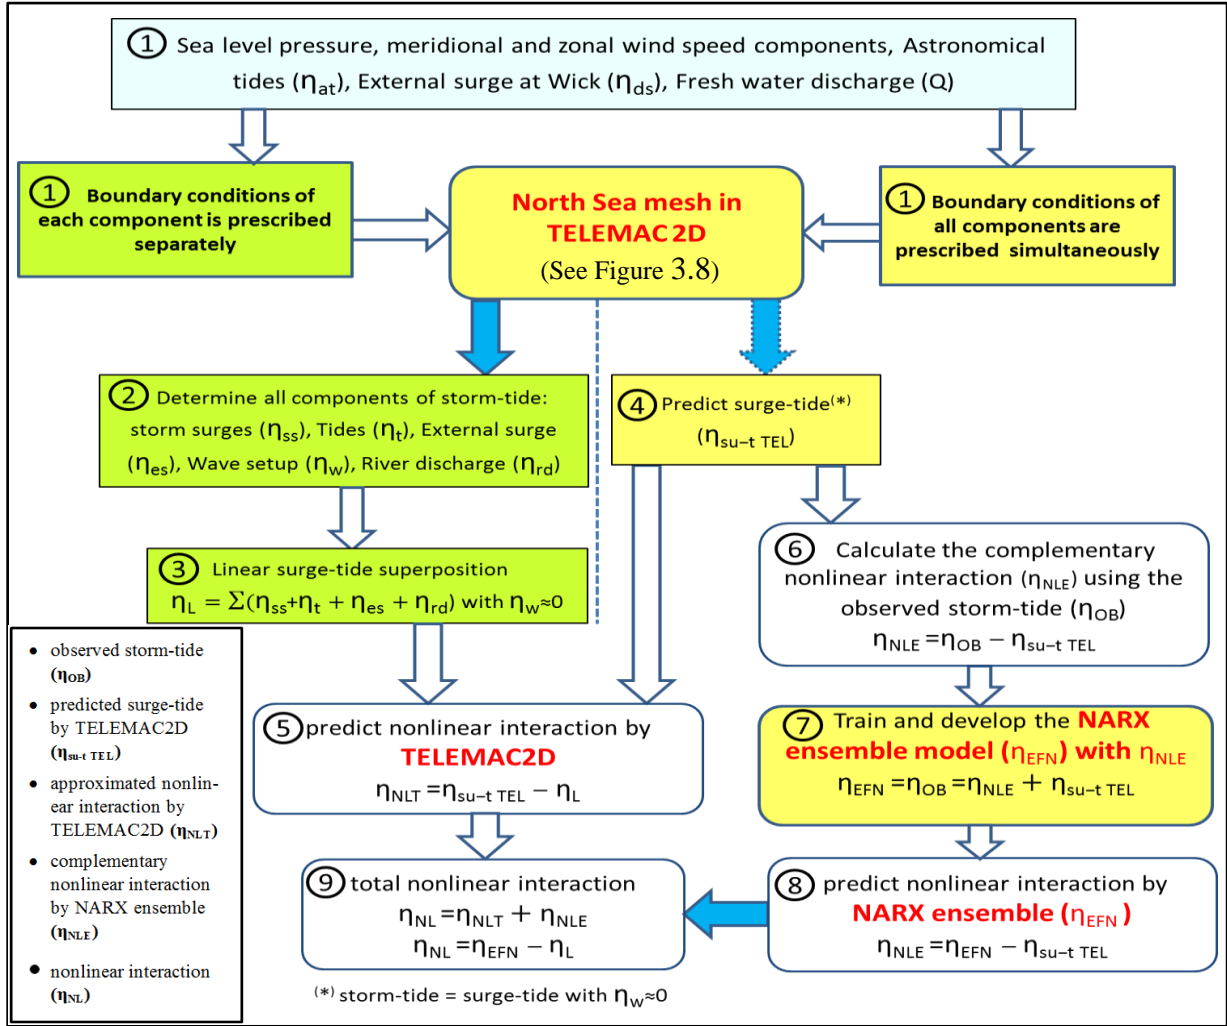 ① Sea level pressure, meridional and zonal wind speed components, Astronomical
tides (ηat), External surge at Wick (ηds), Fresh water discharge (Q)
① Boundary conditions of
each component is prescribed
separately
North Sea mesh in
TELEMAC 2D
(See Figure 3.8)
① Boundary conditions of
all components are
prescribed simultaneously
② Determine all components of storm-tide:
storm surges (ηss), Tides (ηt), External surge
(ηes), Wave setup (ηw), River discharge (ηrd)
④ Predict surge-tide(*)
(ηsu–t TEL)
③ Linear surge-tide superposition
ηL = Σ(ηss+ηt + ηes + ηrd) with ηw≈0
⑥ Calculate the complementary
nonlinear interaction (ηNLE) using the
observed storm-tide (ηOB)
ηNLE =ηOB − ηsu–t TEL
• observed storm-tide
(ηOB)
• predicted surge-tide
by TELEMAC2D
(ηsu-t TEL)
• approximated nonlin-
ear interaction by
TELEMAC2D (ηNLT)
• complementary
nonlinear interaction
by NARX ensemble
(ηNLE)
• nonlinear interaction
(ηNL)
⑤ predict nonlinear interaction by
TELEMAC2D
ηNLT =ηsu–t TEL − ηL
⑦ Train and develop the NARX
ensemble model (ηEFN) with ηNLE
ηEFN =ηOB =ηNLE + ηsu–t TEL
⑨ total nonlinear interaction
ηNL =ηNLT + ηNLE
ηNL =ηEFN − ηL
⑧ predict nonlinear interaction by
NARX ensemble (ηEFN )
ηNLE =ηEFN − ηsu–t TEL
(*) storm-tide = surge-tide with ηw≈0